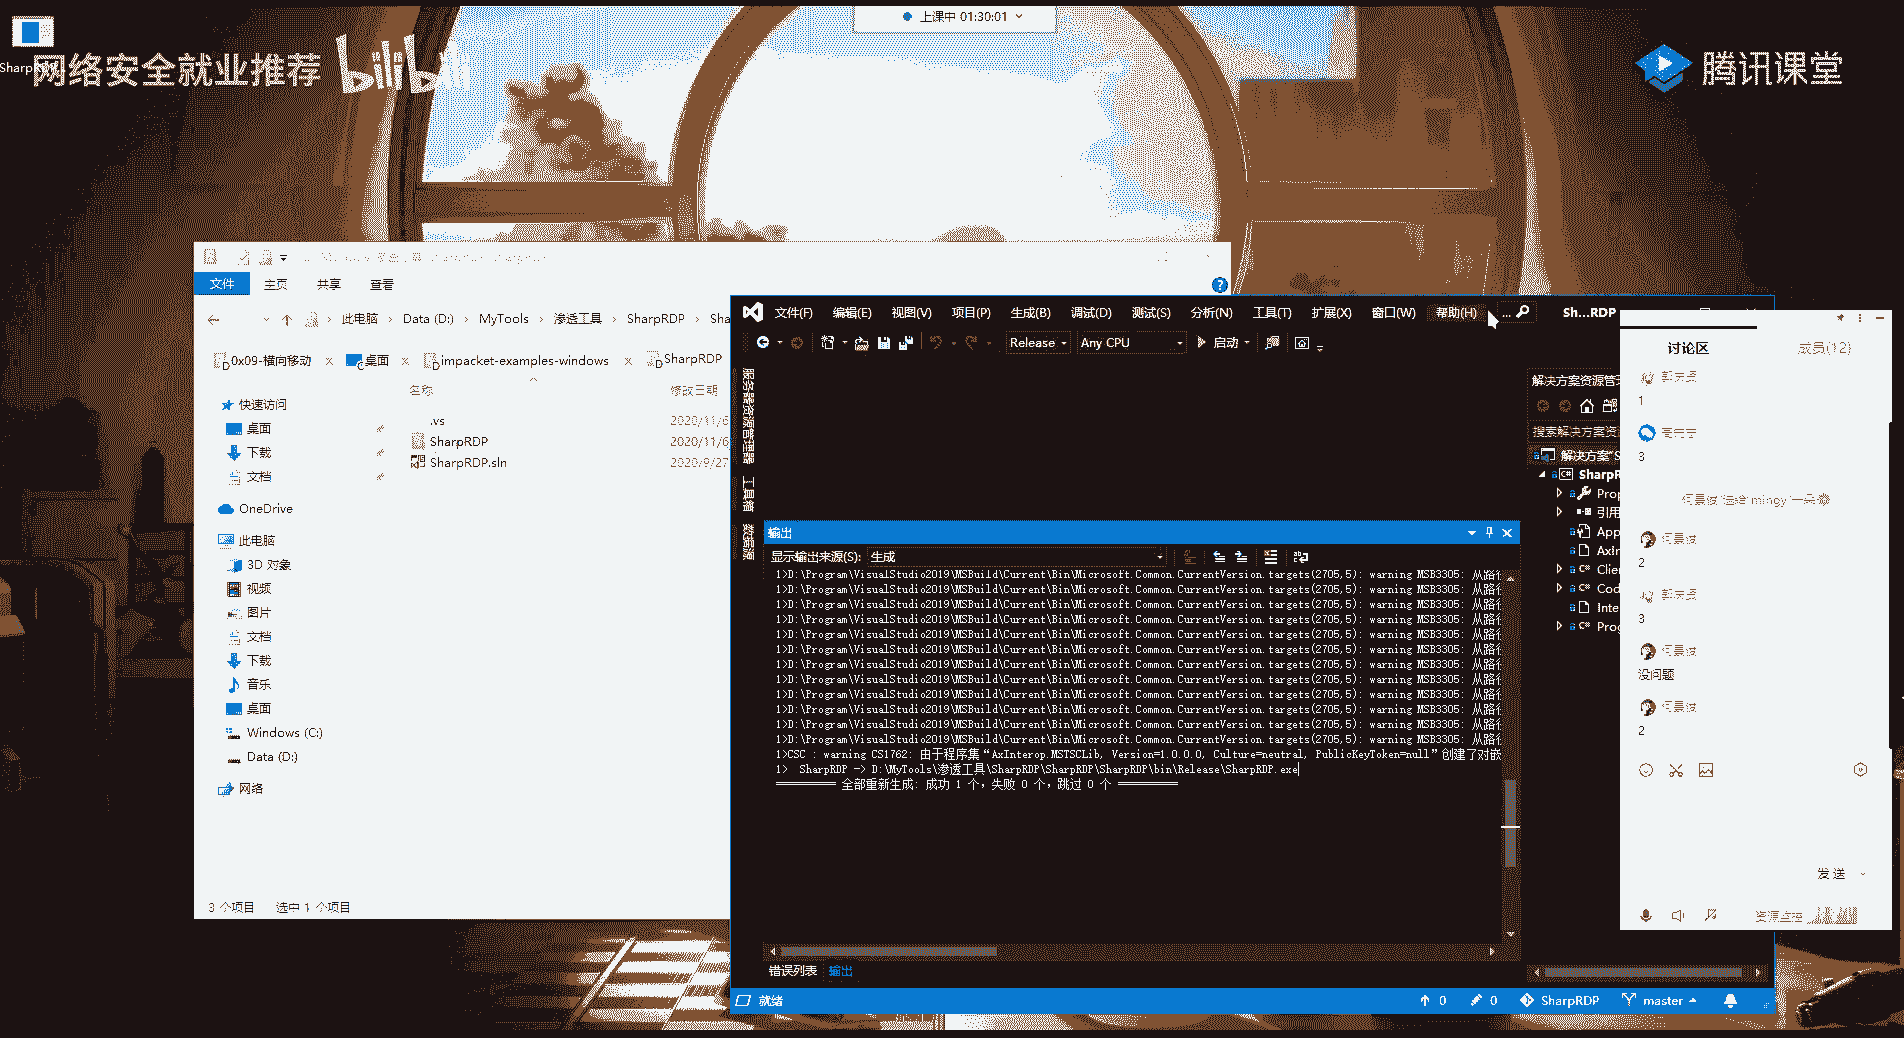 上课中 01:30:01
网络安全就业推荐
bilibili
腾讯课堂
文件
主页
共享
查看
此电脑 › Data (D:) › MyTools › 渗透工具 › SharpRDP › Sha
0x09-横向移动 x
桌面 x
impacket-examples-windows x
SharpRDP
名称
修改日期
快速访问
桌面
下载
文档
OneDrive
此电脑
3D 对象
视频
图片
文档
下载
音乐
桌面
Windows (C:)
Data (D:)
网络
.vs 2020/11/6
SharpRDP 2020/11/6
SharpRDP.sln 2020/9/27
3 个项目
选中 1 个项目
文件(F) 编辑(E) 视图(V) 项目(P) 生成(B) 调试(D) 测试(S) 分析(N) 工具(T) 扩展(X) 窗口(W) 帮助(H) ...
Sh...RDP
Release
Any CPU
启动
服务器资源管理器
工具箱
数据源
输出
显示输出来源(S): 生成
1>D:\Program\VisualStudio2019\MSBuild\Current\Bin\Microsoft.Common.CurrentVersion.targets(2705,5): warning MSB3305: 从路径
1>D:\Program\VisualStudio2019\MSBuild\Current\Bin\Microsoft.Common.CurrentVersion.targets(2705,5): warning MSB3305: 从路径
1>D:\Program\VisualStudio2019\MSBuild\Current\Bin\Microsoft.Common.CurrentVersion.targets(2705,5): warning MSB3305: 从路径
1>D:\Program\VisualStudio2019\MSBuild\Current\Bin\Microsoft.Common.CurrentVersion.targets(2705,5): warning MSB3305: 从路径
1>D:\Program\VisualStudio2019\MSBuild\Current\Bin\Microsoft.Common.CurrentVersion.targets(2705,5): warning MSB3305: 从路径
1>D:\Program\VisualStudio2019\MSBuild\Current\Bin\Microsoft.Common.CurrentVersion.targets(2705,5): warning MSB3305: 从路径
1>D:\Program\VisualStudio2019\MSBuild\Current\Bin\Microsoft.Common.CurrentVersion.targets(2705,5): warning MSB3305: 从路径
1>D:\Program\VisualStudio2019\MSBuild\Current\Bin\Microsoft.Common.CurrentVersion.targets(2705,5): warning MSB3305: 从路径
1>D:\Program\VisualStudio2019\MSBuild\Current\Bin\Microsoft.Common.CurrentVersion.targets(2705,5): warning MSB3305: 从路径
1>D:\Program\VisualStudio2019\MSBuild\Current\Bin\Microsoft.Common.CurrentVersion.targets(2705,5): warning MSB3305: 从路径
1>D:\Program\VisualStudio2019\MSBuild\Current\Bin\Microsoft.Common.CurrentVersion.targets(2705,5): warning MSB3305: 从路径
1>D:\Program\VisualStudio2019\MSBuild\Current\Bin\Microsoft.Common.CurrentVersion.targets(2705,5): warning MSB3305: 从路径
1>CSC : warning CS1762: 由于程序集“AxInterop.MSTSCLib, Version=1.0.0.0, Culture=neutral, PublicKeyToken=null”创建了对嵌
1> SharpRDP -> D:\MyTools\渗透工具\SharpRDP\SharpRDP\SharpRDP\bin\Release\SharpRDP.exe
========== 全部重新生成: 成功 1 个，失败 0 个，跳过 0 个 ==========
错误列表 输出
就绪
0
0
SharpRDP
master
解决方案资源管
搜索解决方案资
解决方案"S
SharpR
Prop
引用
App
AxIn
Clie
Cod
Inte
Prog
讨论区
成员(12)
1
3
2
3
没问题
2
发送